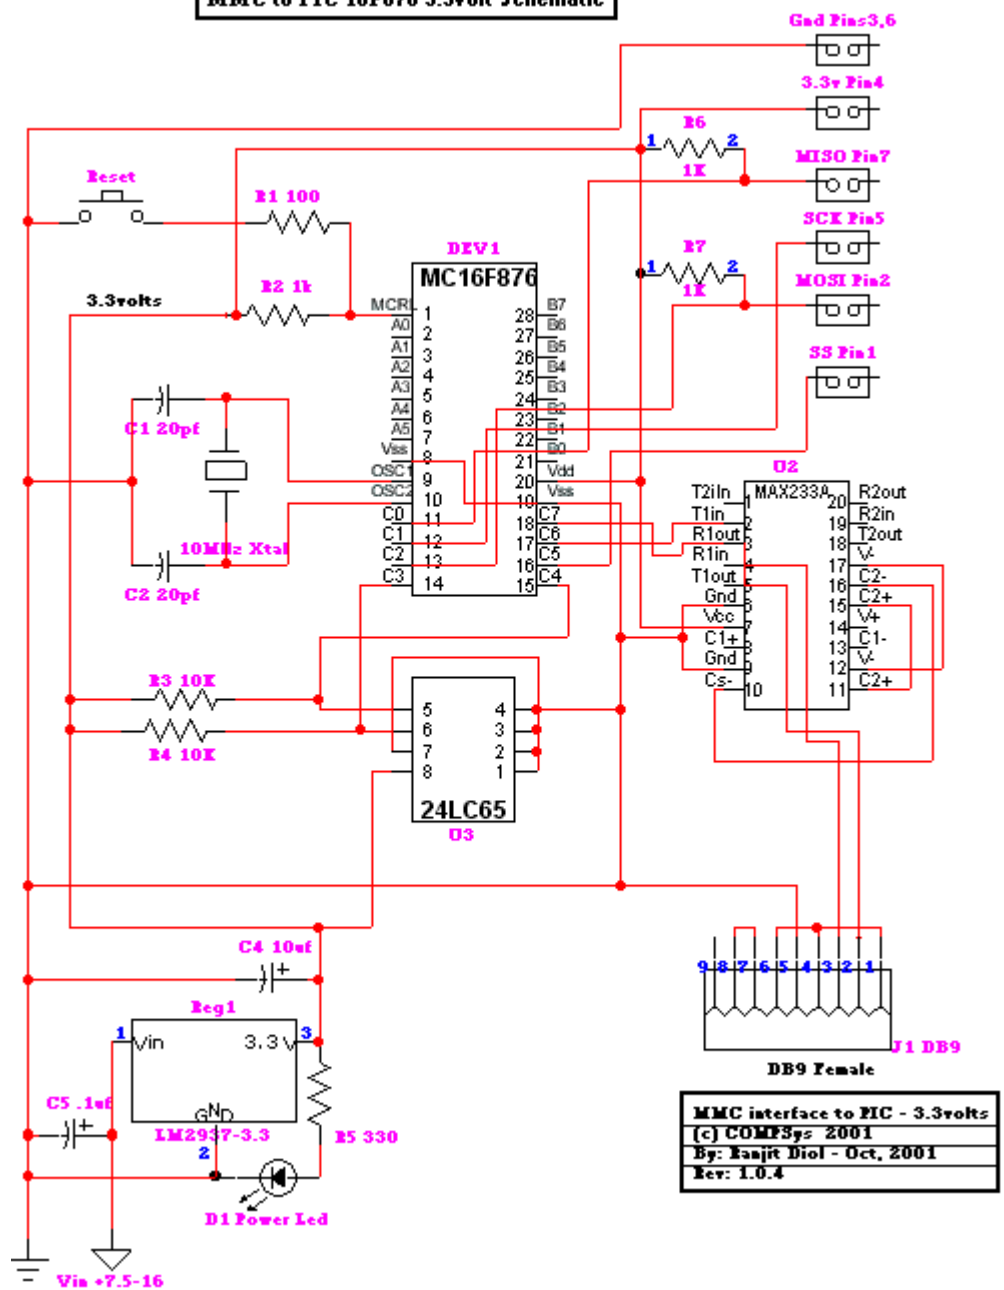 MMC to PIC 16F876 3.3volt Schematic
Gnd Pins3,6
3.3v Pin4
R6
1 2
1K
MISO Pin7
SCK Pin5
R7
1 2
1K
MOSI Pin2
SS Pin1
Reset
R1 100
R2 1k
3.3volts
DEV1
MC16F876
MCRL 1 28 B7
A0 2 27 B6
A1 3 26 B5
A2 4 25 B4
A3 5 24 B3
A4 6 23 B2
A5 7 22 B1
Vss 8 21 B0
OSC1 9 20 Vdd
OSC2 10 19 Vss
C0 11 18 C7
C1 12 17 C6
C2 13 16 C5
C3 14 15 C4
C1 20pf
10MHz Xtal
C2 20pf
U2
MAX233A
T2iIn 1 20 R2out
T1in 2 19 R2in
R1out 3 18 T2out
R1in 4 17 V-
T1out 5 16 C2-
Gnd 6 15 C2+
Vcc 7 14 V+
C1+ 8 13 C1-
Gnd 9 12 V-
Cs- 10 11 C2+
R3 10K
R4 10K
5 4
6 3
7 2
8 1
24LC65
U3
C4 10uf
+
Reg1
1 Vin 3.3 V 3
GND
LM2937-3.3
2
C5 .1uf
+
R5 330
D1 Power Led
Vin +7.5-16
9 8 7 6 5 4 3 2 1
J1 DB9
DB9 Female
MMC interface to PIC - 3.3volts
(c) COMPSys 2001
By: Ranjit Diol - Oct, 2001
Rev: 1.0.4